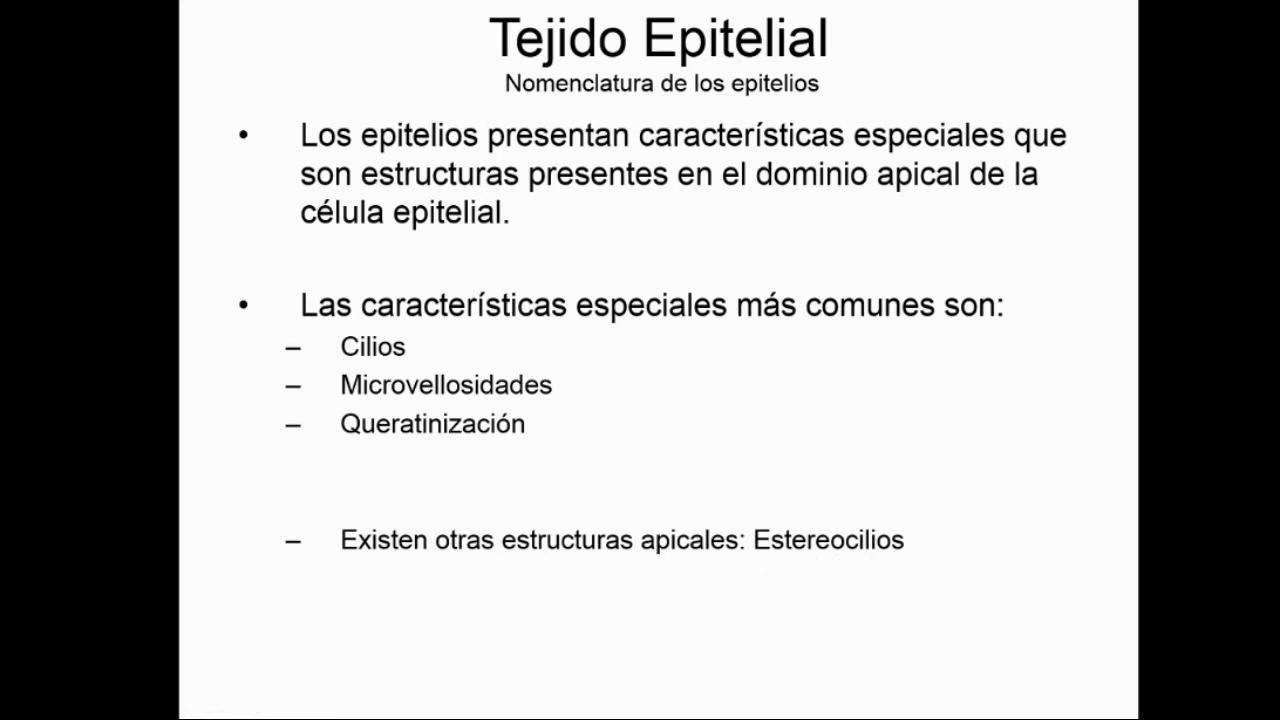 Tejido Epitelial
Nomenclatura de los epitelios
• Los epitelios presentan características especiales que
son estructuras presentes en el dominio apical de la
célula epitelial.
• Las características especiales más comunes son:
– Cilios
– Microvellosidades
– Queratinización
– Existen otras estructuras apicales: Estereocilios